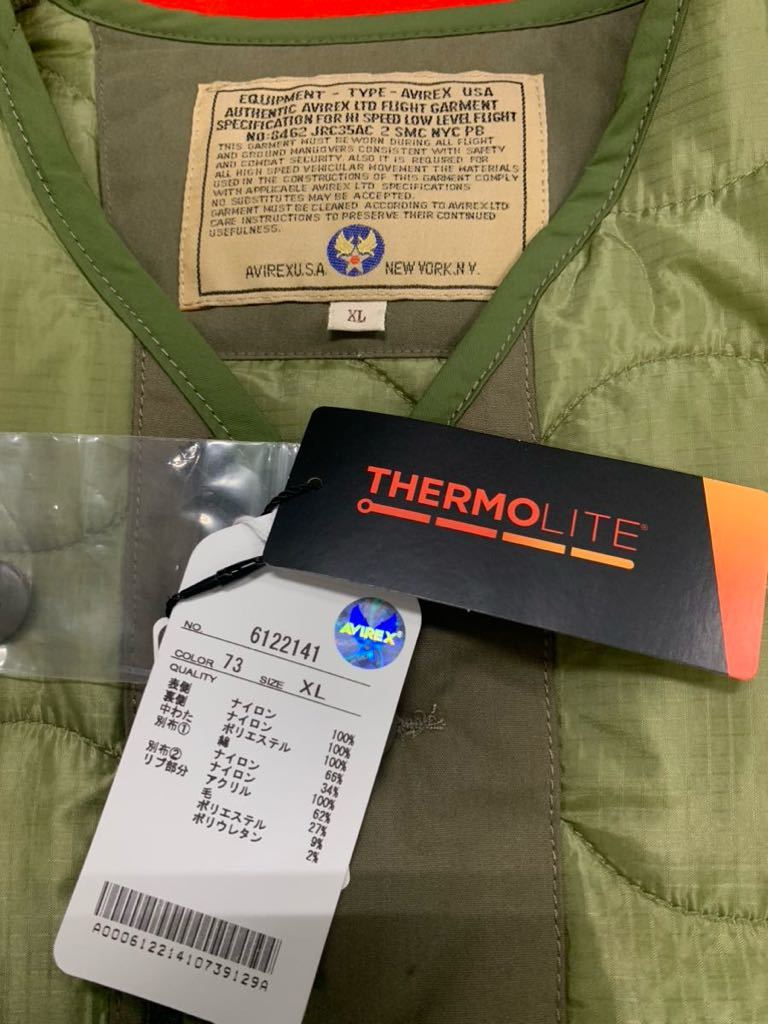 EQUIPMENT - TYPE - AVIREX USA
AUTHENTIC AVIREX LTD FLIGHT GARMENT
SPECIFICATION FOR HI SPEED LOW LEVEL FLIGHT
NO:8462 JRC35AC 2 SMC NYC PB
THIS GARMENT MUST BE WORN DURING ALL FLIGHT
AND GROUND MANUOVERS CONSISTENT WITH SAFETY
AND COMBAT SECURITY. ALSO IT IS REQUIRED FOR
ALL HIGH SPEED VEHICULAR MOVEMENT THE MATERIALS
USED IN THE CONSTRUCTIONS OF THIS GARMENT COMPLY
WITH APPLICABLE AVIREX LTD SPECIFICATIONS
NO SUBSTITUTES MAY BE ACCEPTED.
GARMENT MUST BE CLEANED ACCORDING TO AVIREX LTD
CARE INSTRUCTIONS TO PRESERVE THEIR CONTINUED
USEFULNESS.
AVIREX U.S.A. NEW YORK.N.Y.
XL
THERMOLITE®
AVIREX®
NO. 6122141
COLOR 73 SIZE XL
QUALITY
表側 ナイロン 100%
裏側 ナイロン 100%
中わた ポリエステル 100%
別布① 綿 66%
ナイロン 34%
別布② ナイロン 100%
リブ部分 アクリル 62%
毛 27%
ポリエステル 9%
ポリウレタン 2%
A00061221410739129A